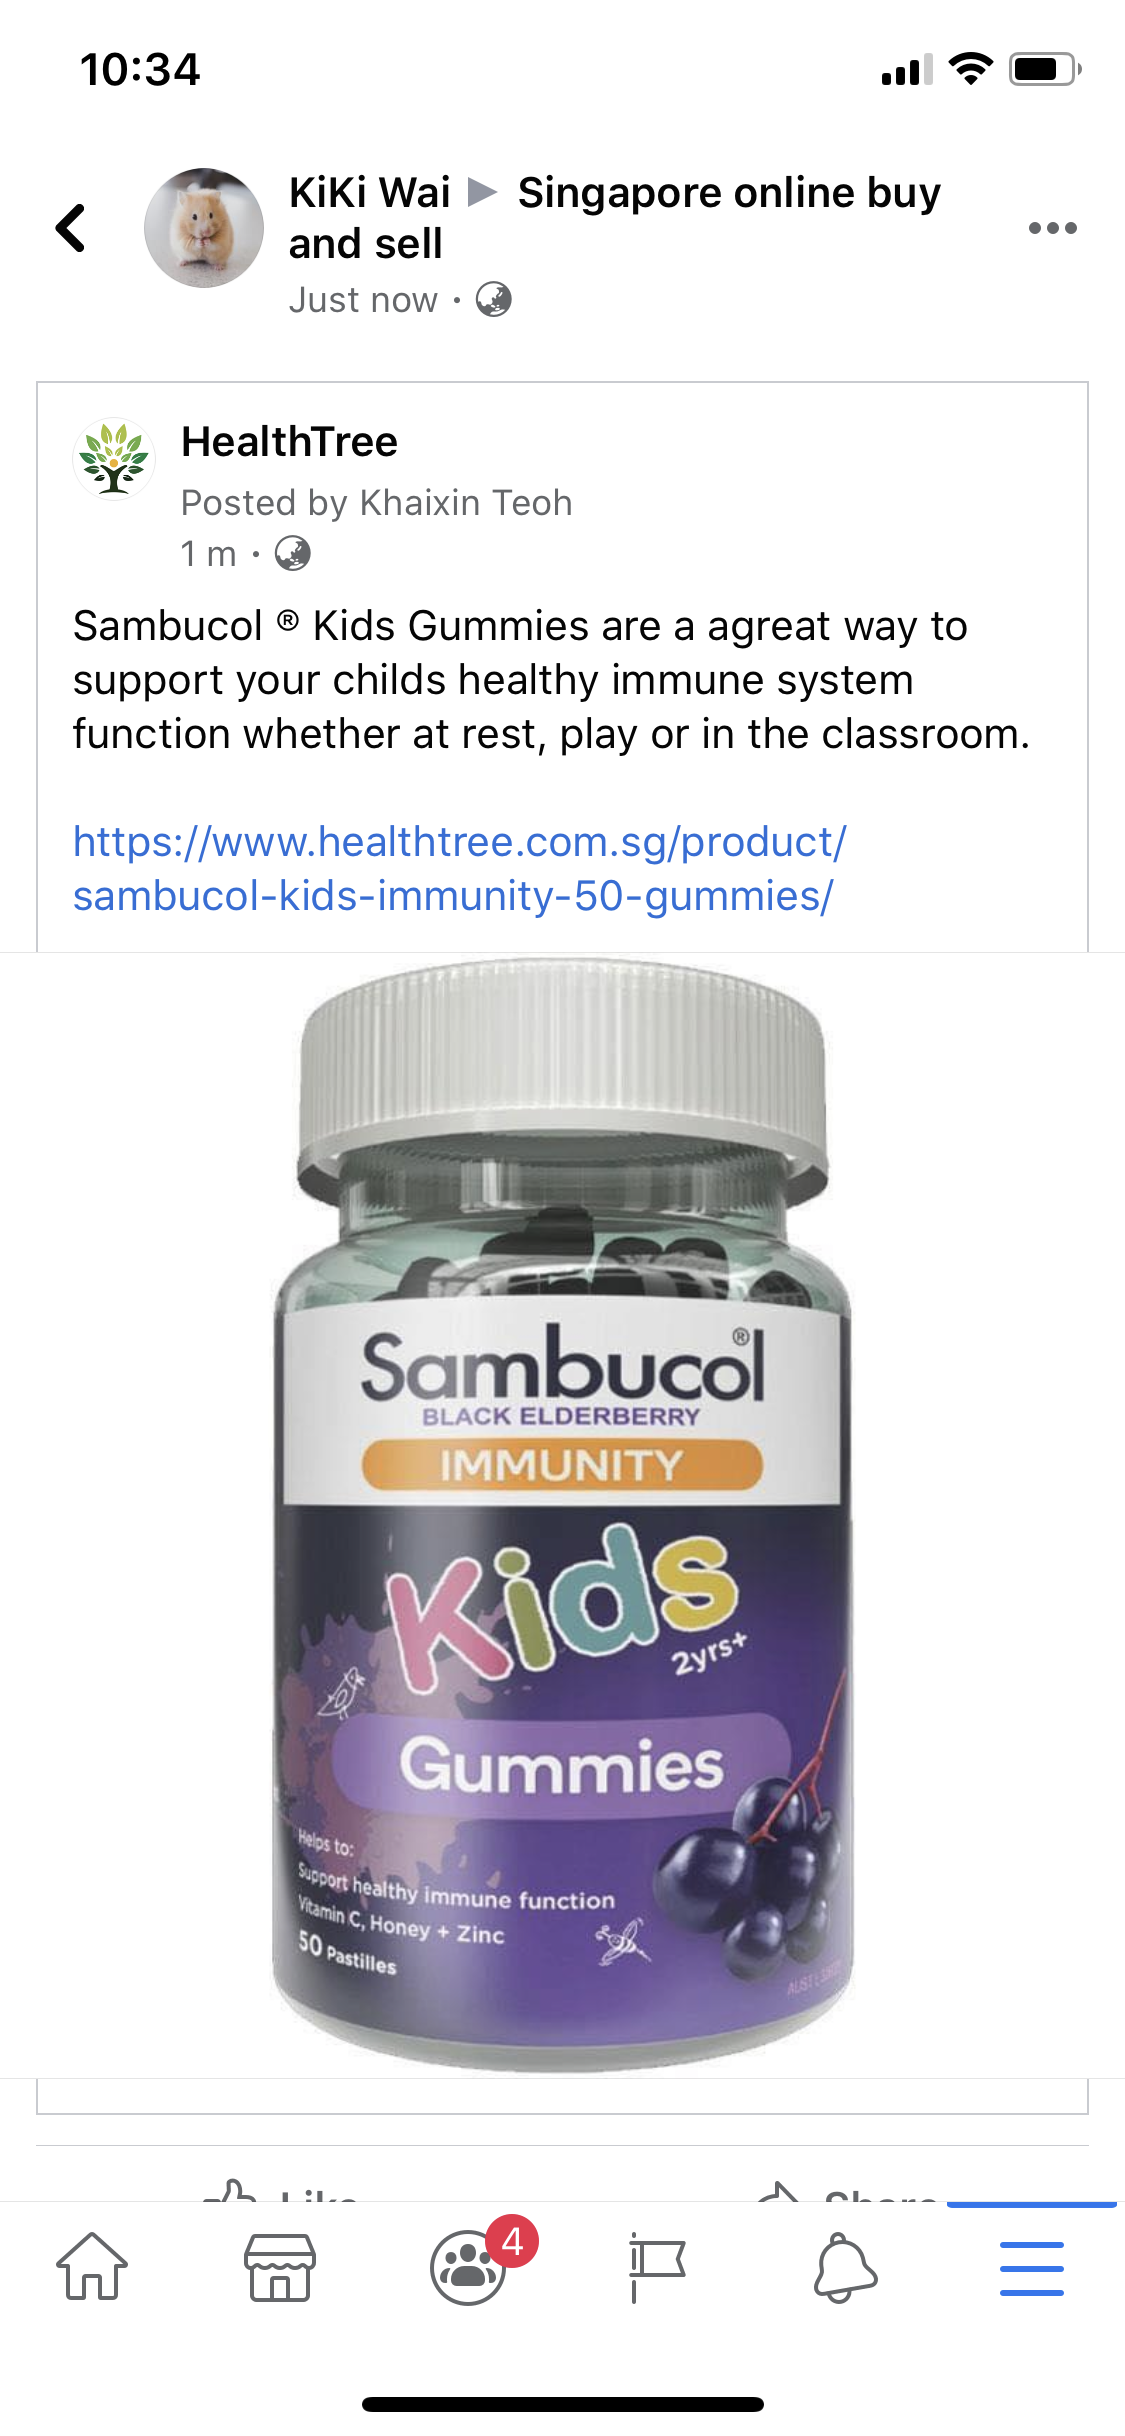 10:34
KiKi Wai ▶ Singapore online buy
and sell
Just now ·
HealthTree
Posted by Khaixin Teoh
1 m ·
Sambucol ® Kids Gummies are a agreat way to
support your childs healthy immune system
function whether at rest, play or in the classroom.
https://www.healthtree.com.sg/product/
sambucol-kids-immunity-50-gummies/
Sambucol®
BLACK ELDERBERRY
IMMUNITY
Kids
2yrs+
Gummies
Helps to:
Support healthy immune function
Vitamin C, Honey + Zinc
50 Pastilles
Like
Share
4